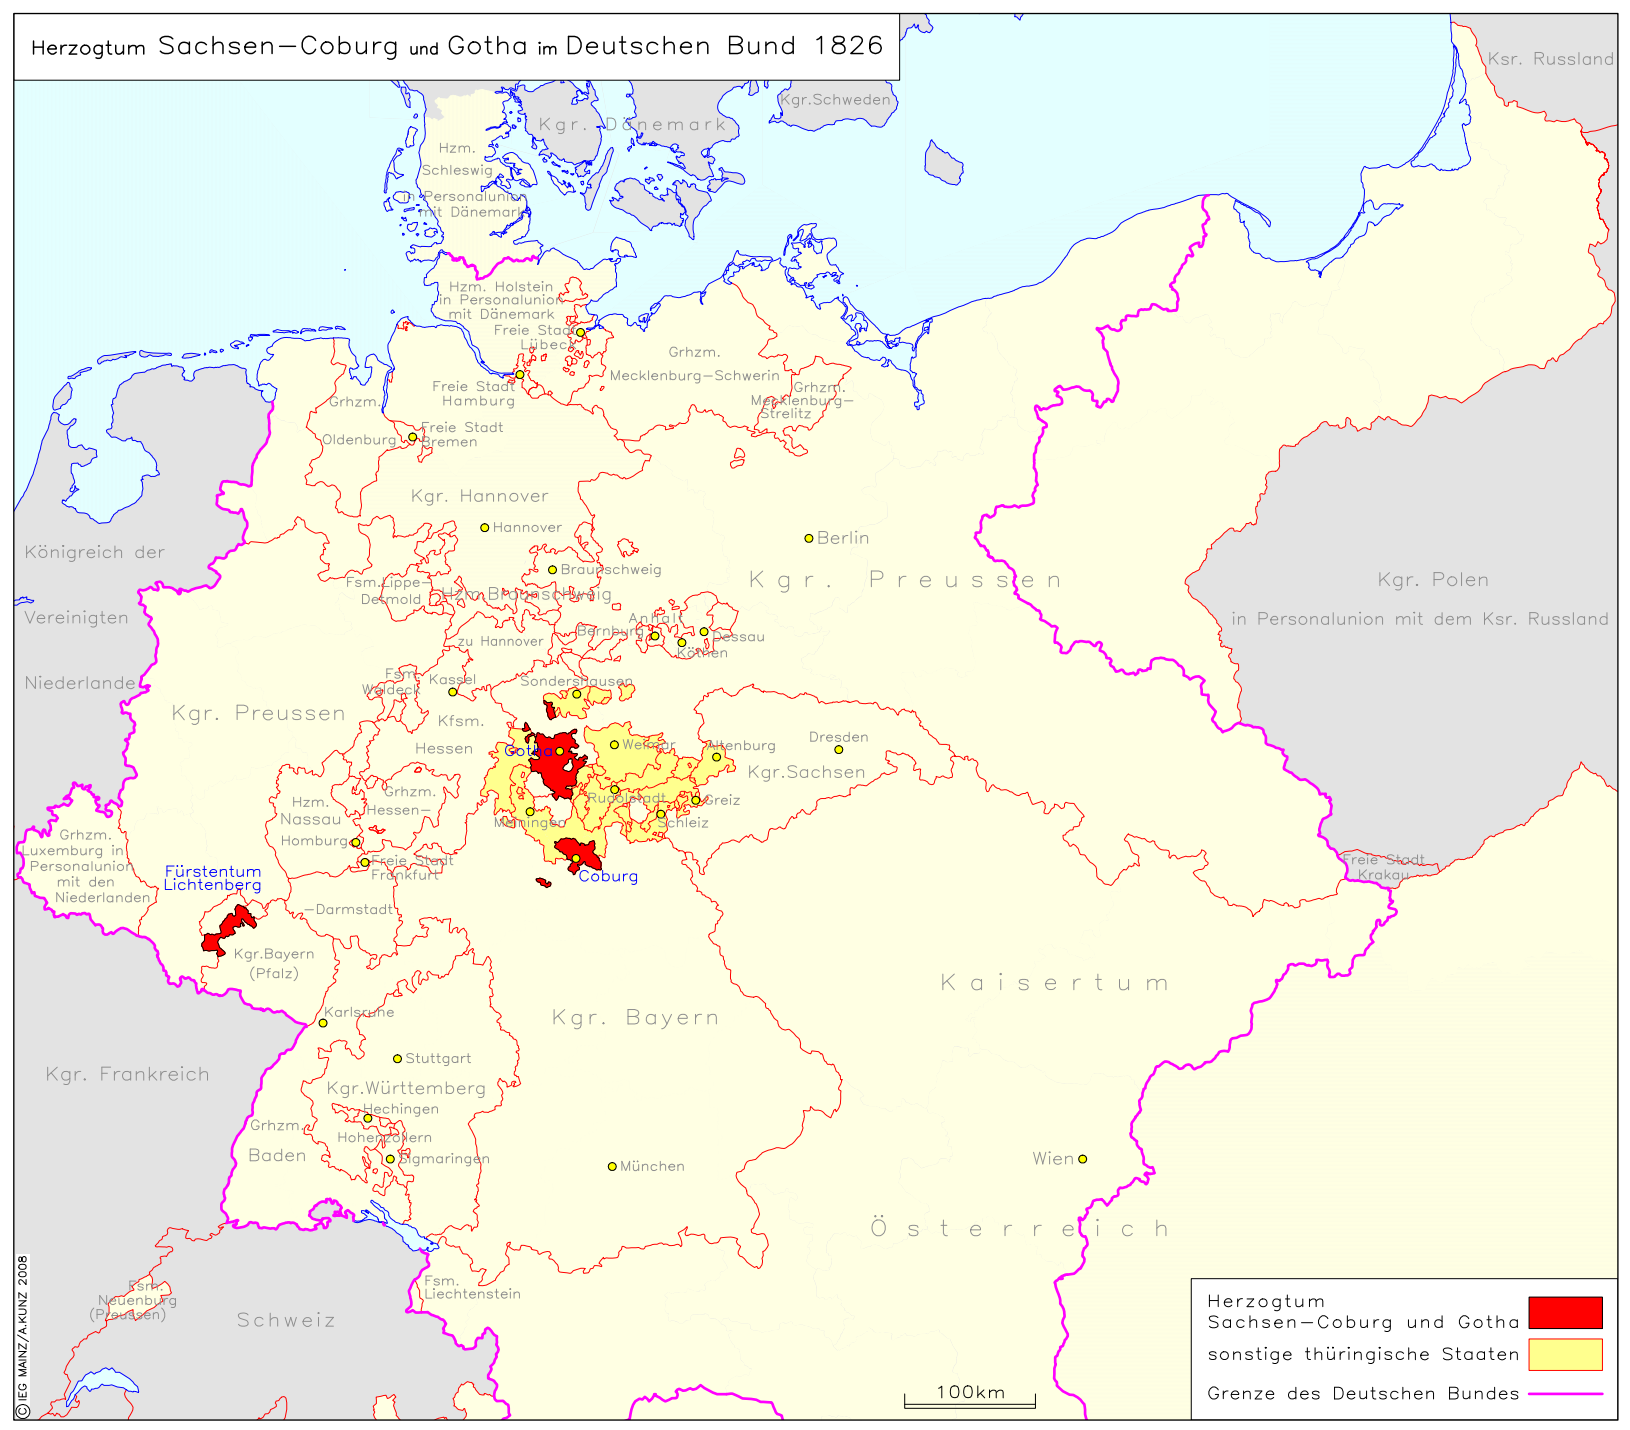 Herzogtum Sachsen-Coburg und Gotha im Deutschen Bund 1826
Ksr. Russland
Kgr.Schweden
Kgr. Dänemark
Hzm.
Schleswig
in Personalunion
mit Dänemark
Hzm. Holstein
in Personalunion
mit Dänemark
Freie Stadt
Lübeck
Grhzm.
Mecklenburg-Schwerin
Grhzm.
Mecklenburg-
Strelitz
Freie Stadt
Hamburg
Grhzm.
Oldenburg
Freie Stadt
Bremen
Kgr. Hannover
Hannover
Berlin
Königreich der
Vereinigten
Niederlande
Braunschweig
Fsm.Lippe-
Detmold
Hzm.Braunschweig
Kgr. Preussen
Kgr. Polen
in Personalunion mit dem Ksr. Russland
Anhalt
Bernburg
Dessau
Köthen
zu Hannover
Fsm.
Waldeck
Kassel
Sondershausen
Kgr. Preussen
Kfsm.
Hessen
Gotha
Weimar
Altenburg
Dresden
Kgr.Sachsen
Grhzm.
Hessen-
Hzm.
Nassau
Rudolstadt
Greiz
Meiningen
Schleiz
Homburg
Freie Stadt
Frankfurt
Grhzm.
Luxemburg in
Personalunion
mit den
Niederlanden
Fürstentum
Lichtenberg
Coburg
Freie Stadt
Krakau
-Darmstadt
Kgr.Bayern
(Pfalz)
Kaisertum
Karlsruhe
Kgr. Bayern
Stuttgart
Kgr. Frankreich
Kgr.Württemberg
Hechingen
Grhzm.
Baden
Hohenzollern
Sigmaringen
München
Wien
Österreich
Fsm.
Neuenburg
(Preussen)
Fsm.
Liechtenstein
Schweiz
Herzogtum
Sachsen-Coburg und Gotha
sonstige thüringische Staaten
Grenze des Deutschen Bundes
100km
©IEG MAINZ/A.KUNZ 2008